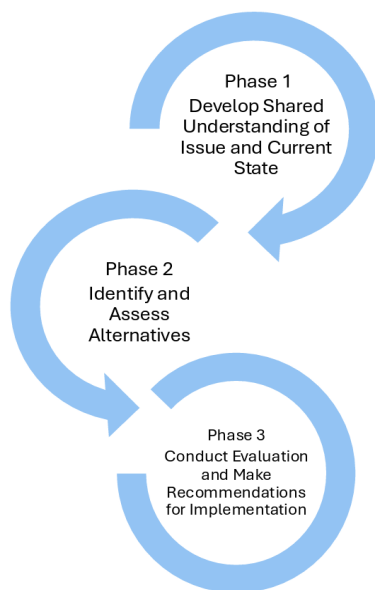 Phase 1
Develop Shared
Understanding of
Issue and Current
State
Phase 2
Identify and
Assess
Alternatives
Phase 3
Conduct Evaluation
and Make
Recommendations
for Implementation